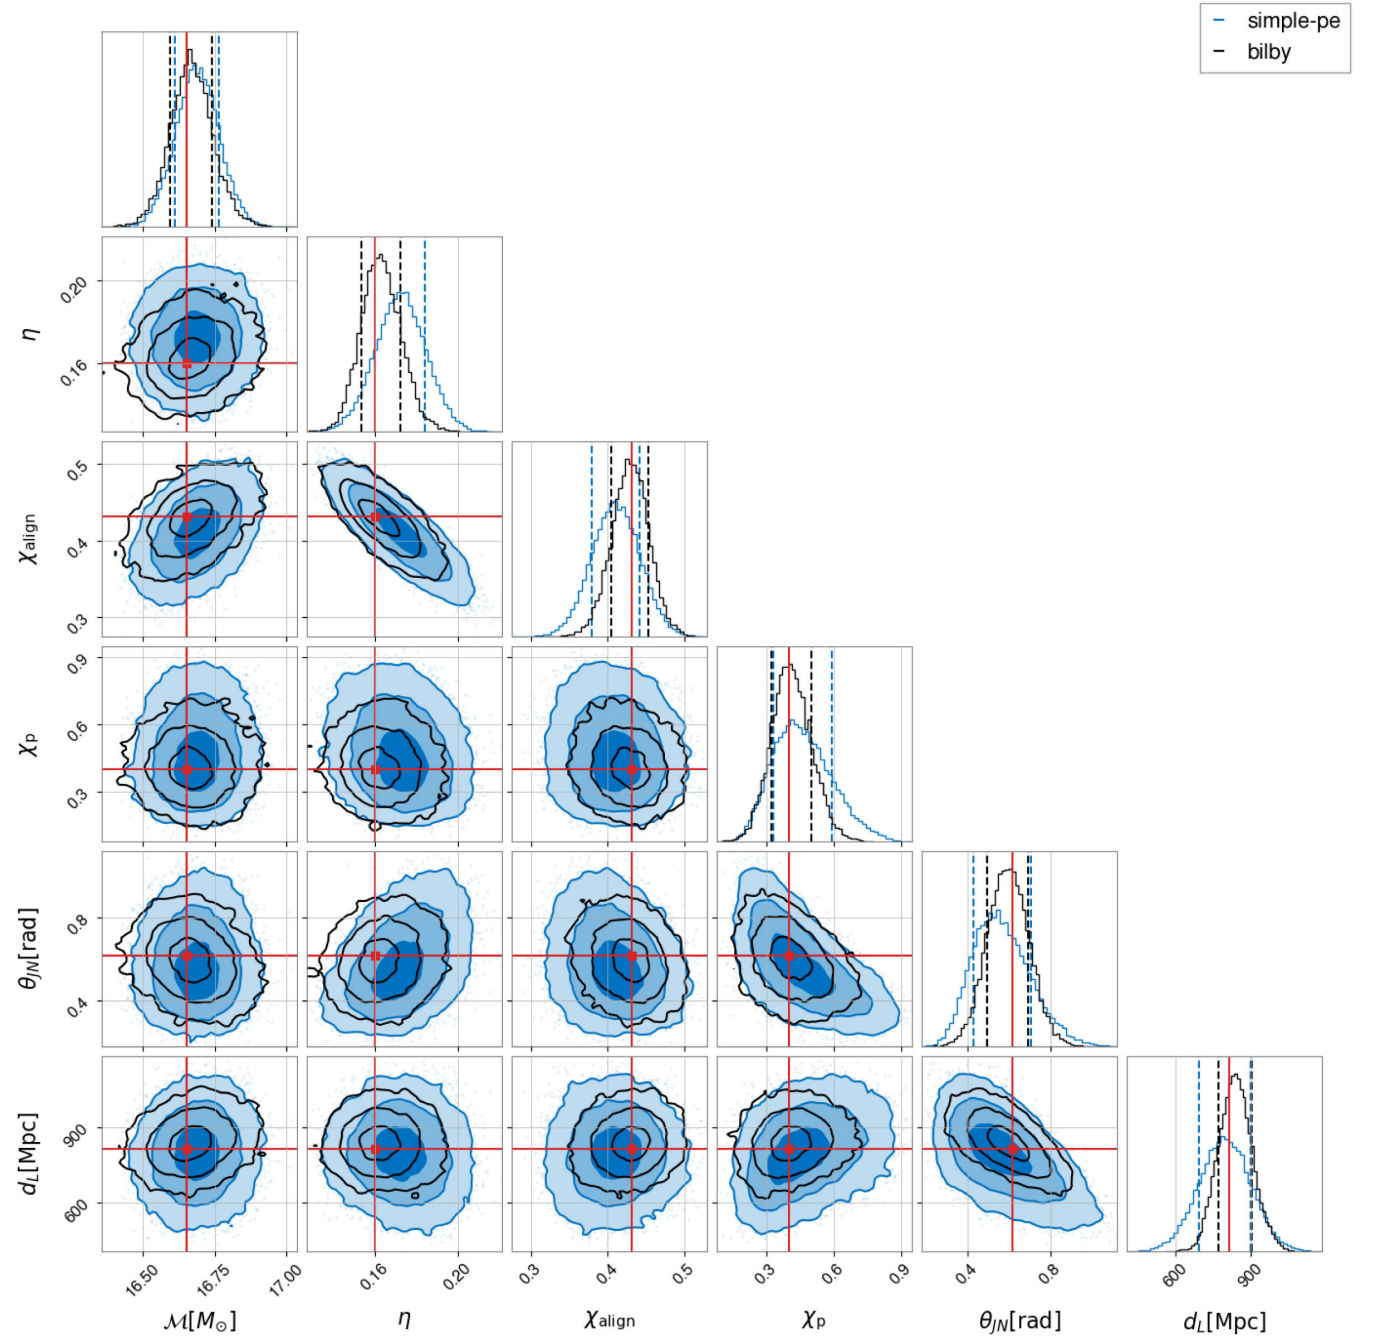 simple-pe
bilby
0.20
0.16
η
0.5
0.4
0.3
χalign
0.9
0.6
0.3
χp
0.8
0.4
θJN[rad]
900
600
dL[Mpc]
16.50 16.75 17.00 0.16 0.20 0.3 0.4 0.5 0.3 0.6 0.9 0.4 0.8 600 900
ℳ[M⊙] η χalign χp θJN[rad] dL[Mpc]